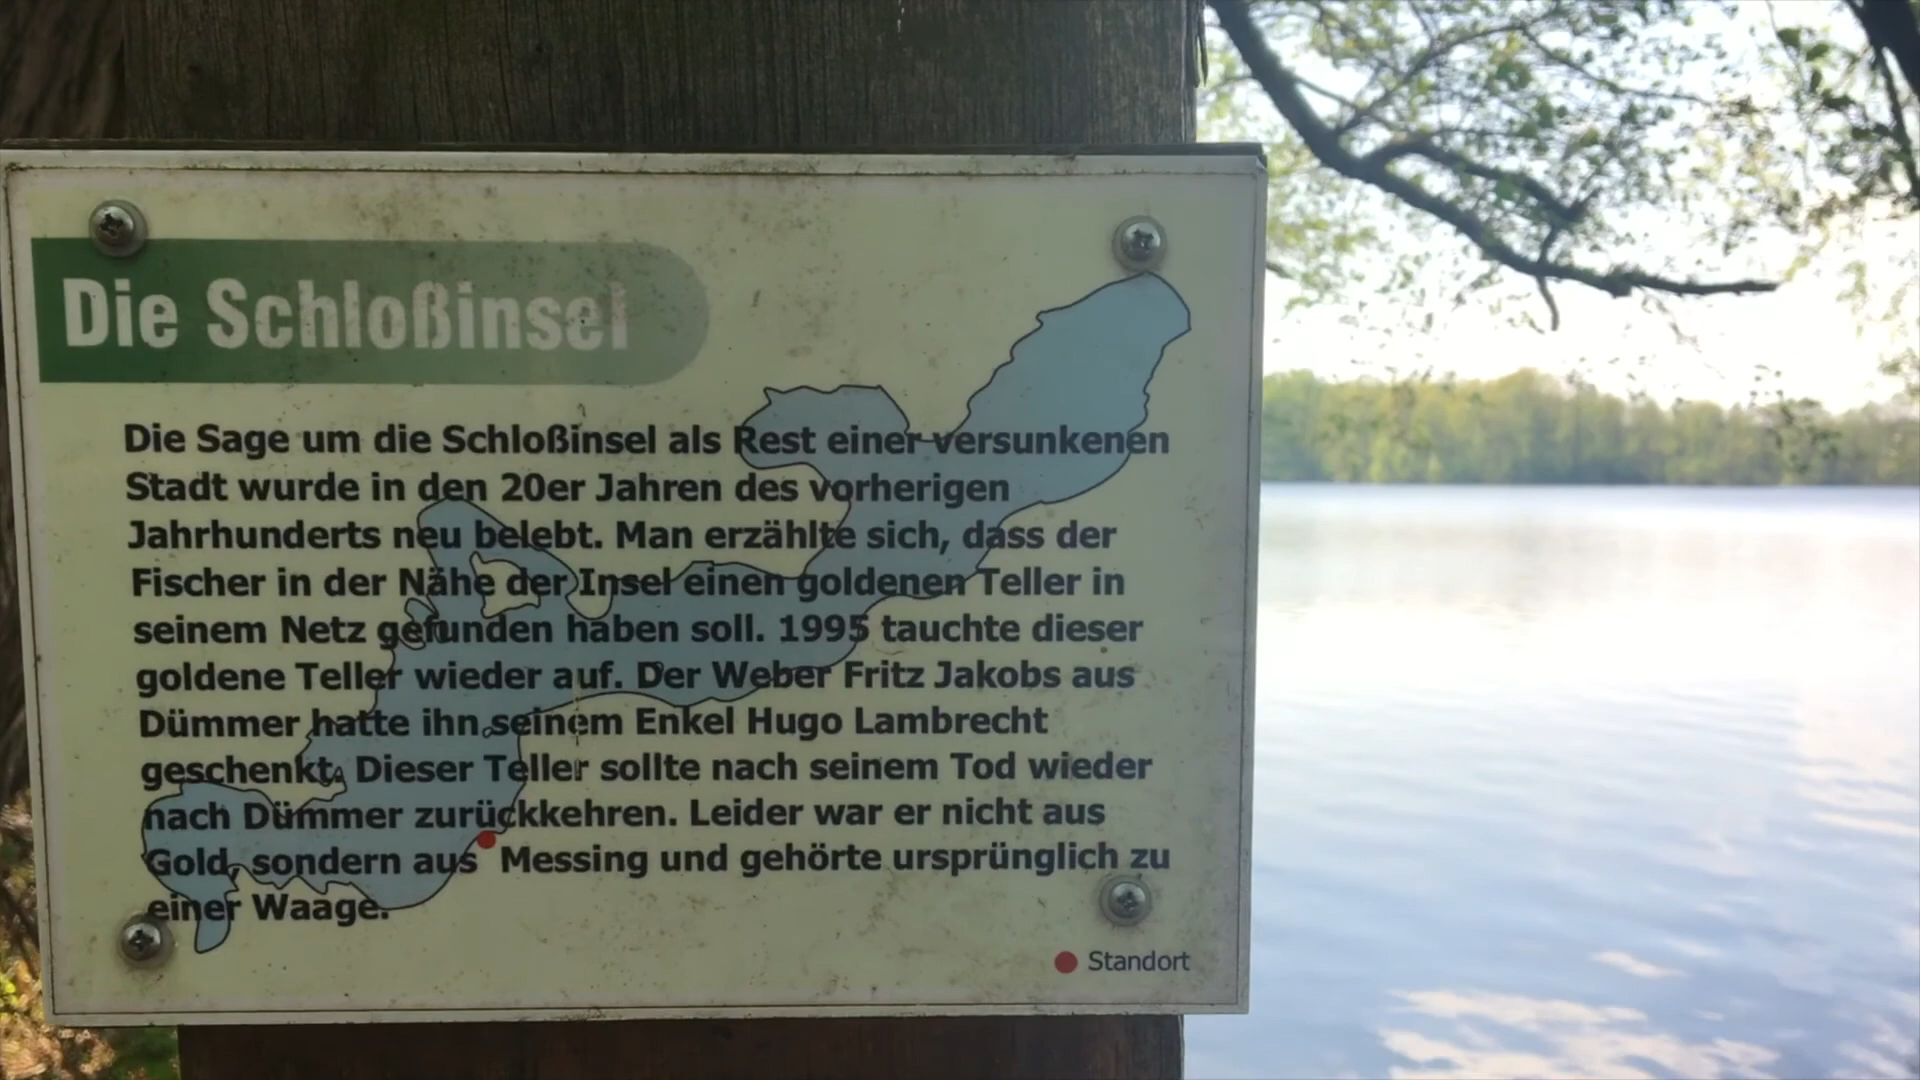 Die Schloßinsel
Die Sage um die Schloßinsel als Rest einer versunkenen
Stadt wurde in den 20er Jahren des vorherigen
Jahrhunderts neu belebt. Man erzählte sich, dass der
Fischer in der Nähe der Insel einen goldenen Teller in
seinem Netz gefunden haben soll. 1995 tauchte dieser
goldene Teller wieder auf. Der Weber Fritz Jakobs aus
Dümmer hatte ihn seinem Enkel Hugo Lambrecht
geschenkt. Dieser Teller sollte nach seinem Tod wieder
nach Dümmer zurückkehren. Leider war er nicht aus
Gold, sondern aus Messing und gehörte ursprünglich zu
einer Waage.
Standort